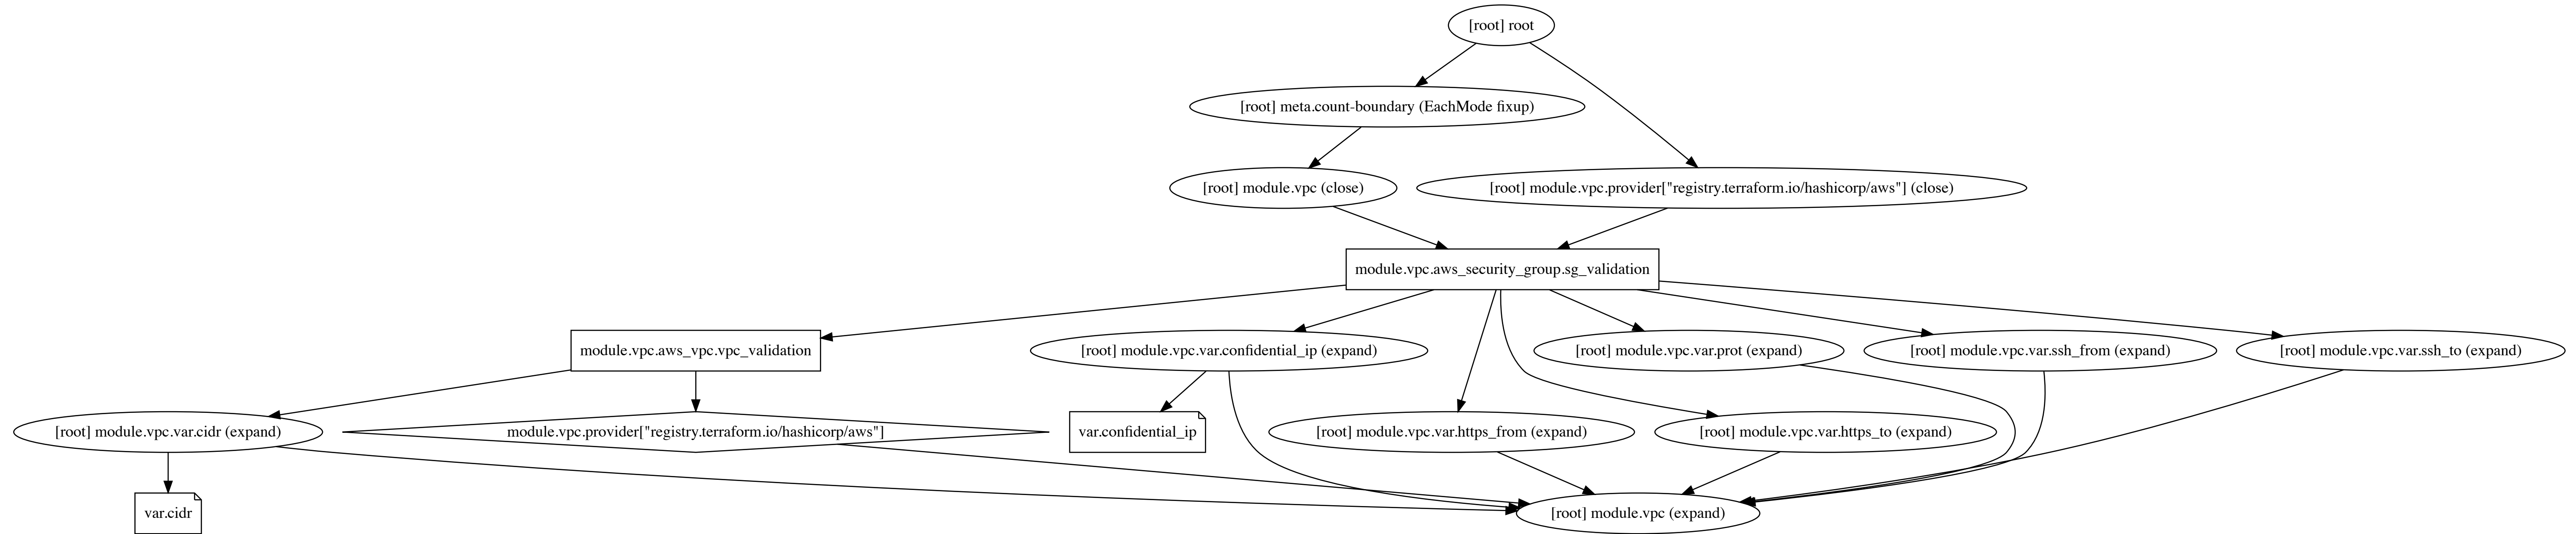 [root] root
[root] meta.count-boundary (EachMode fixup)
[root] module.vpc (close)
[root] module.vpc.provider["registry.terraform.io/hashicorp/aws"] (close)
module.vpc.aws_security_group.sg_validation
module.vpc.aws_vpc.vpc_validation
[root] module.vpc.var.confidential_ip (expand)
[root] module.vpc.var.prot (expand)
[root] module.vpc.var.ssh_from (expand)
[root] module.vpc.var.ssh_to (expand)
[root] module.vpc.var.cidr (expand)
module.vpc.provider["registry.terraform.io/hashicorp/aws"]
var.confidential_ip
[root] module.vpc.var.https_from (expand)
[root] module.vpc.var.https_to (expand)
var.cidr
[root] module.vpc (expand)